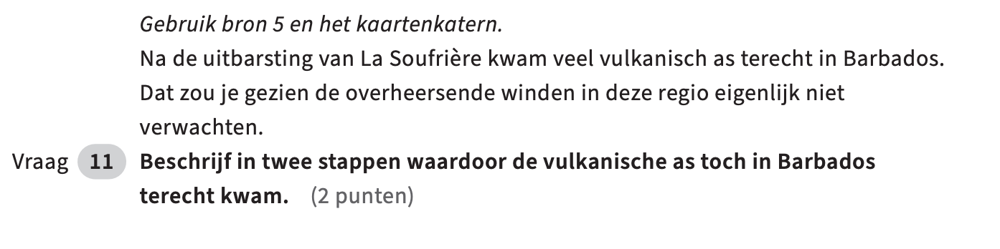 Gebruik bron 5 en het kaartenkatern.
Na de uitbarsting van La Soufrière kwam veel vulkanisch as terecht in Barbados.
Dat zou je gezien de overheersende winden in deze regio eigenlijk niet
verwachten.
Vraag 11 Beschrijf in twee stappen waardoor de vulkanische as toch in Barbados
terecht kwam. (2 punten)